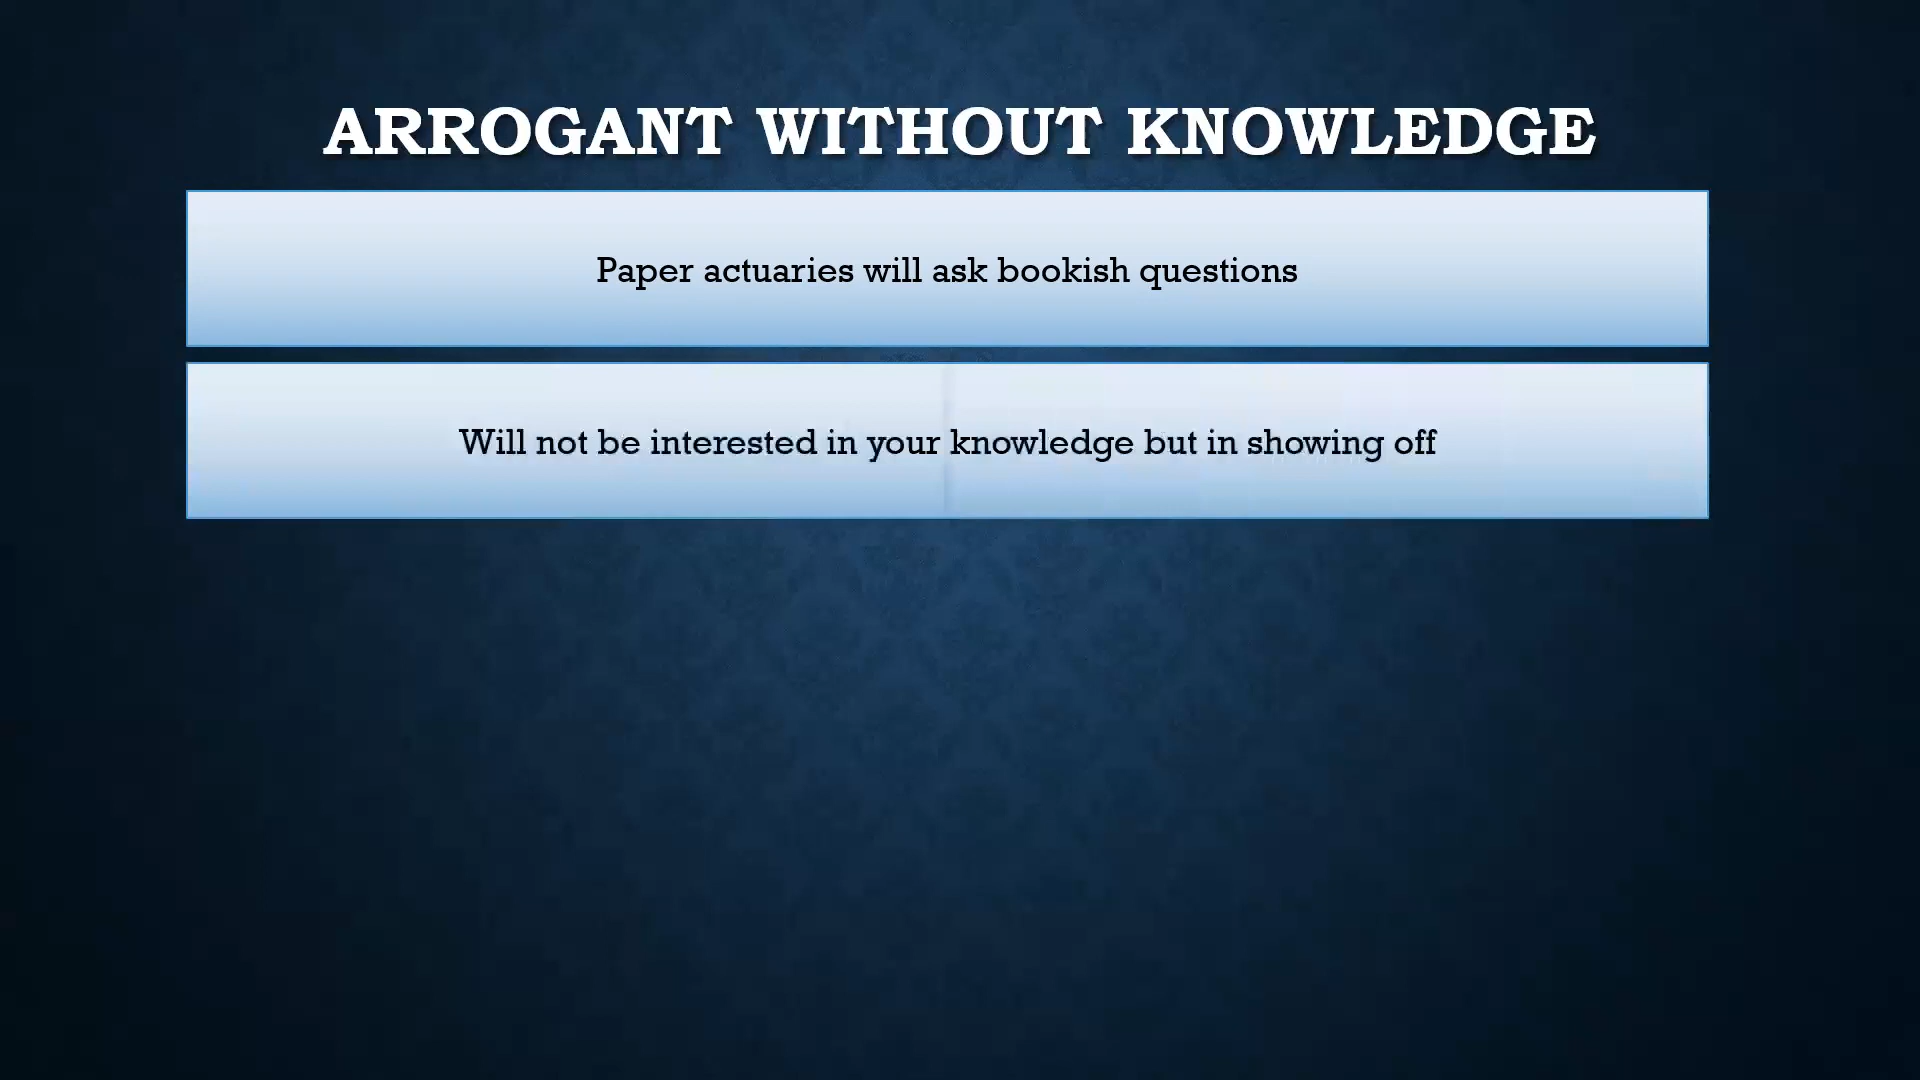 ARROGANT WITHOUT KNOWLEDGE
Paper actuaries will ask bookish questions
Will not be interested in your knowledge but in showing off